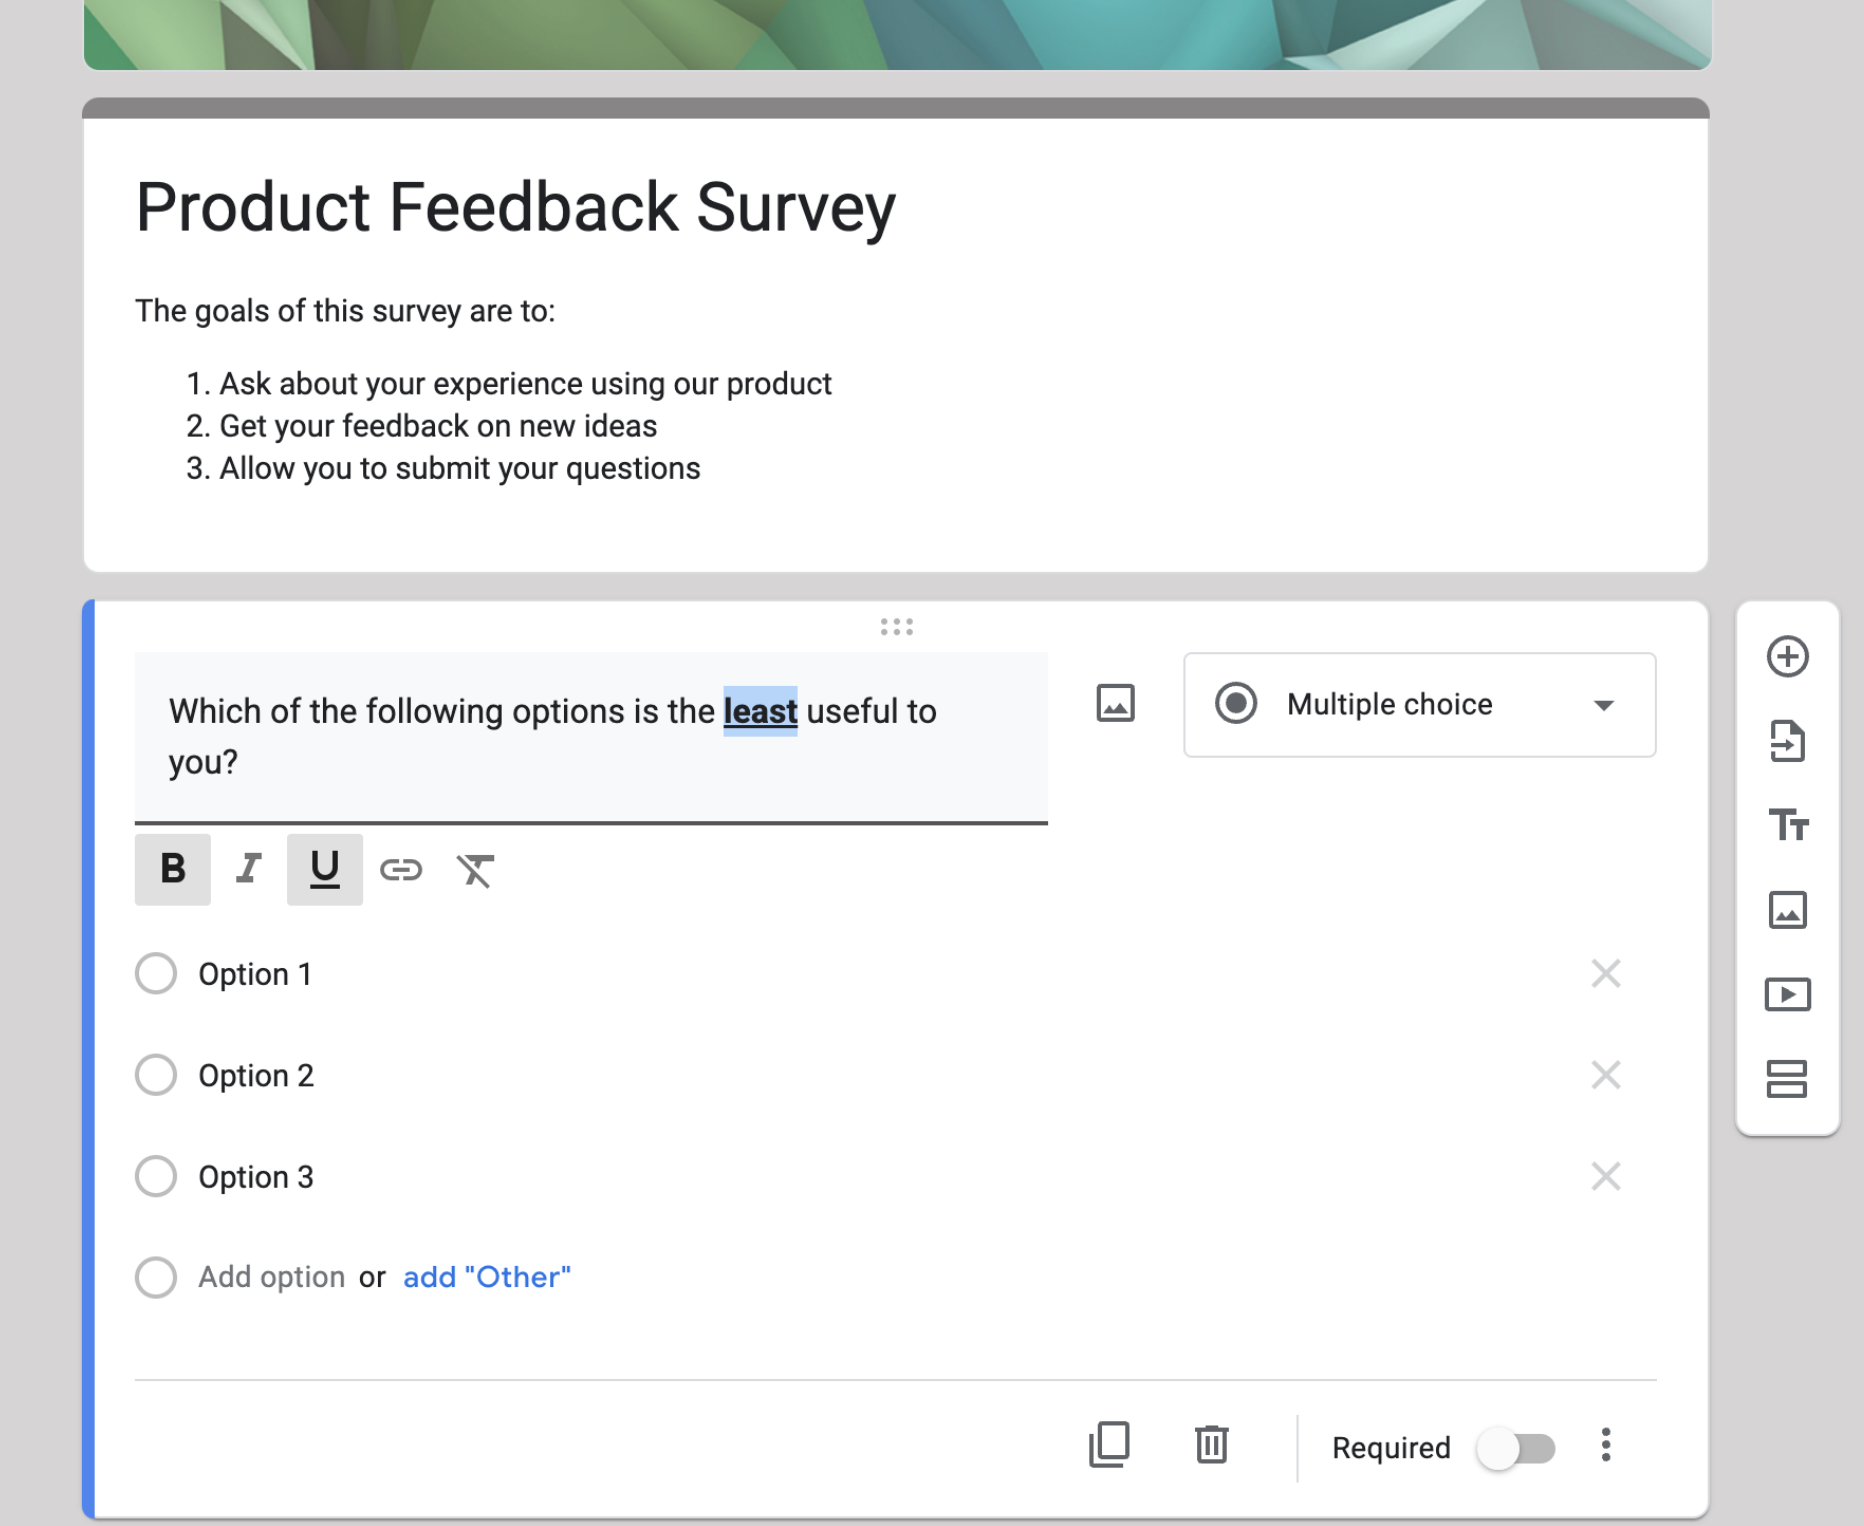 Product Feedback Survey
The goals of this survey are to:
1. Ask about your experience using our product
2. Get your feedback on new ideas
3. Allow you to submit your questions
Which of the following options is the least useful to
you?
Multiple choice
B I U
Tт
Option 1
Option 2
Option 3
Add option or add "Other"
Required